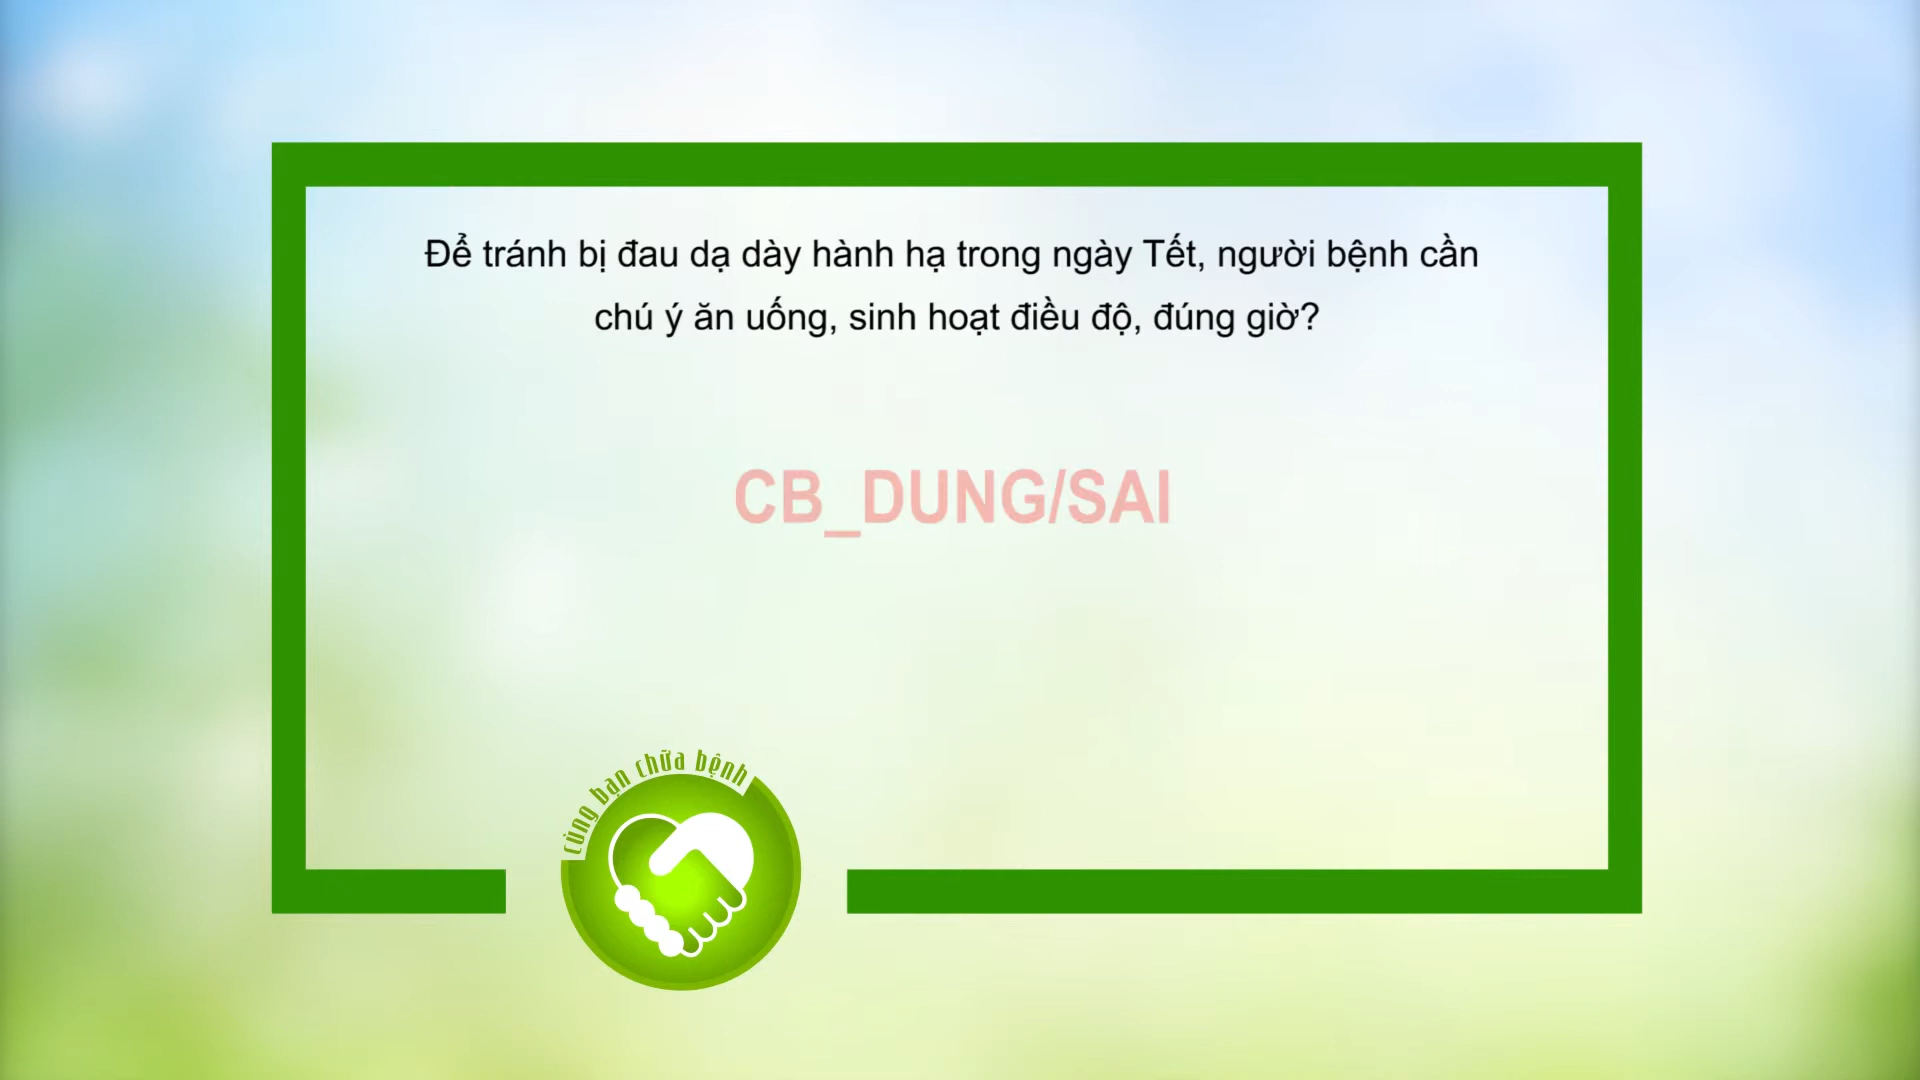 Để tránh bị đau dạ dày hành hạ trong ngày Tết, người bệnh cần
chú ý ăn uống, sinh hoạt điều độ, đúng giờ?
CB_DUNG/SAI
cùng bạn chữa bệnh